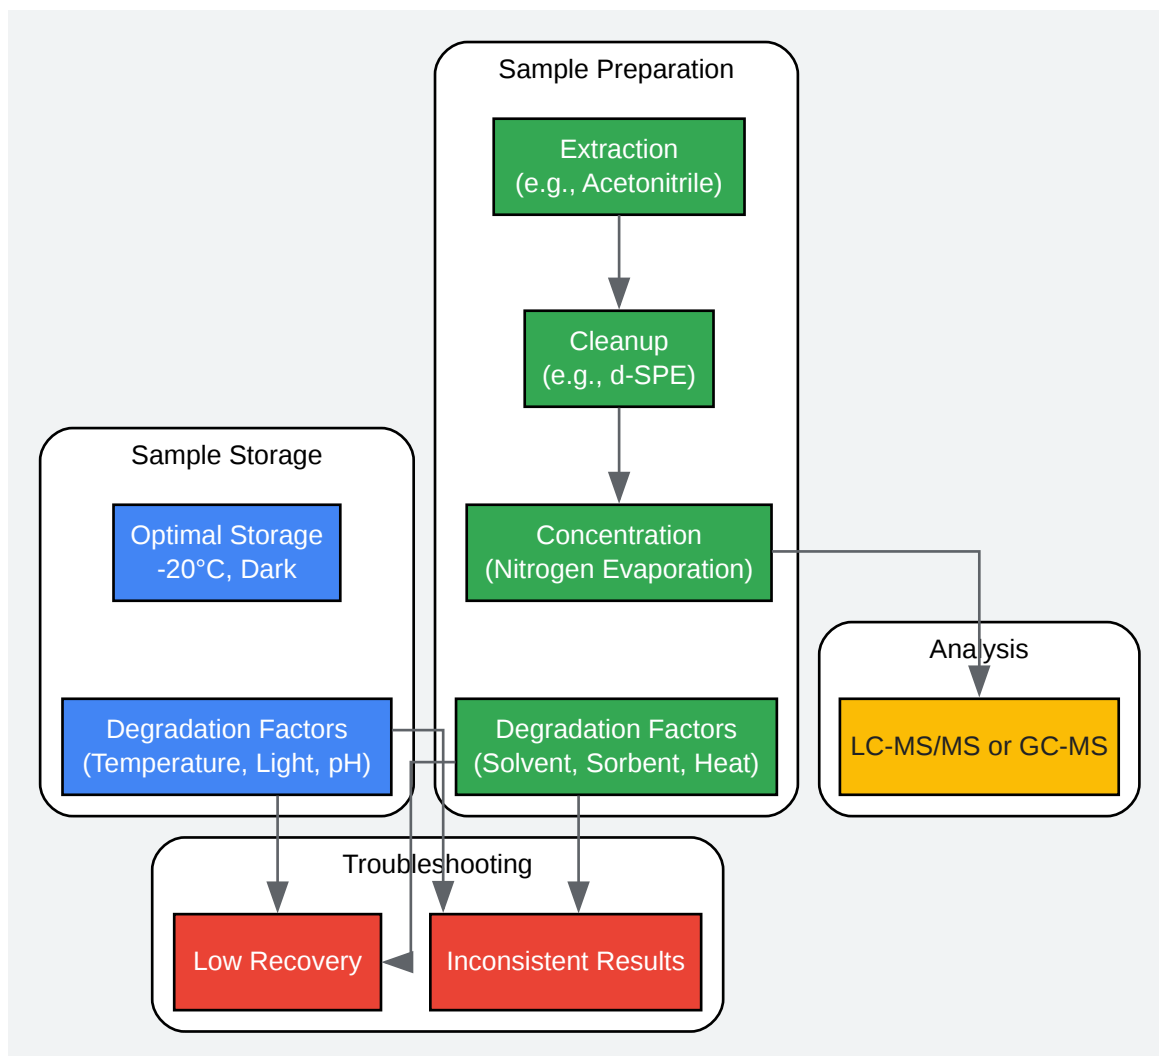 Sample Preparation
Extraction
(e.g., Acetonitrile)
Cleanup
(e.g., d-SPE)
Concentration
(Nitrogen Evaporation)
Degradation Factors
(Solvent, Sorbent, Heat)
Sample Storage
Optimal Storage
-20°C, Dark
Degradation Factors
(Temperature, Light, pH)
Analysis
LC-MS/MS or GC-MS
Troubleshooting
Low Recovery
Inconsistent Results